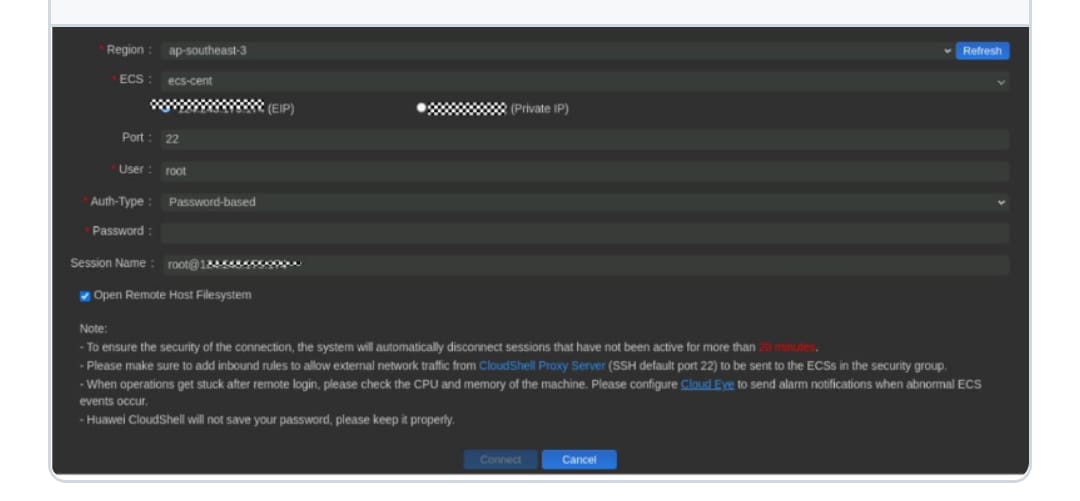 * Region : ap-southeast-3 Refresh
* ECS : ecs-cent
(EIP) (Private IP)
Port : 22
* User : root
* Auth-Type : Password-based
* Password :
Session Name : root@
Open Remote Host Filesystem
Note:
- To ensure the security of the connection, the system will automatically disconnect sessions that have not been active for more than 20 minutes.
- Please make sure to add inbound rules to allow external network traffic from CloudShell Proxy Server (SSH default port 22) to be sent to the ECSs in the security group.
- When operations get stuck after remote login, please check the CPU and memory of the machine. Please configure Cloud Eye to send alarm notifications when abnormal ECS
events occur.
- Huawei CloudShell will not save your password, please keep it properly.
Connect Cancel